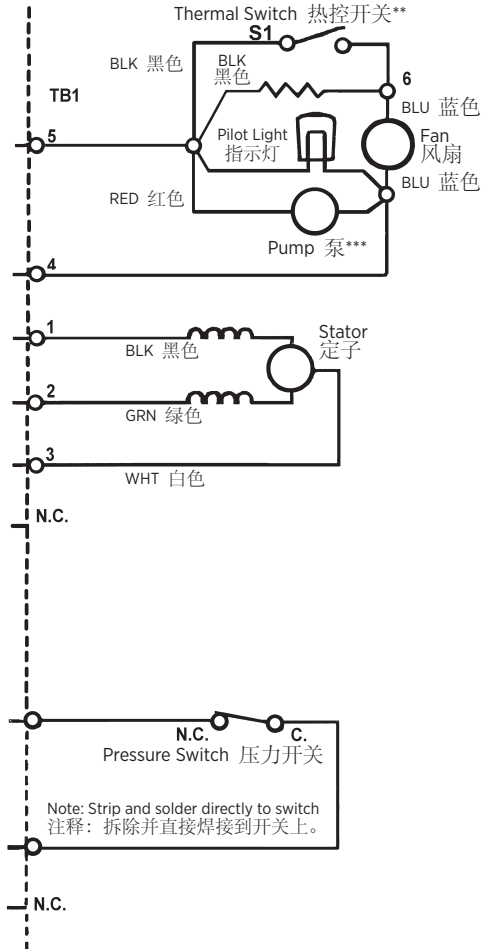 Thermal Switch 热控开关**
S1
BLK 黑色
BLK
黑色
6
TB1
BLU 蓝色
5
Pilot Light
指示灯
Fan
风扇
BLU 蓝色
RED 红色
Pump 泵***
4
1
Stator
定子
BLK 黑色
2
GRN 绿色
3
WHT 白色
N.C.
N.C.
C.
Pressure Switch 压力开关
Note: Strip and solder directly to switch
注释：拆除并直接焊接到开关上。
N.C.